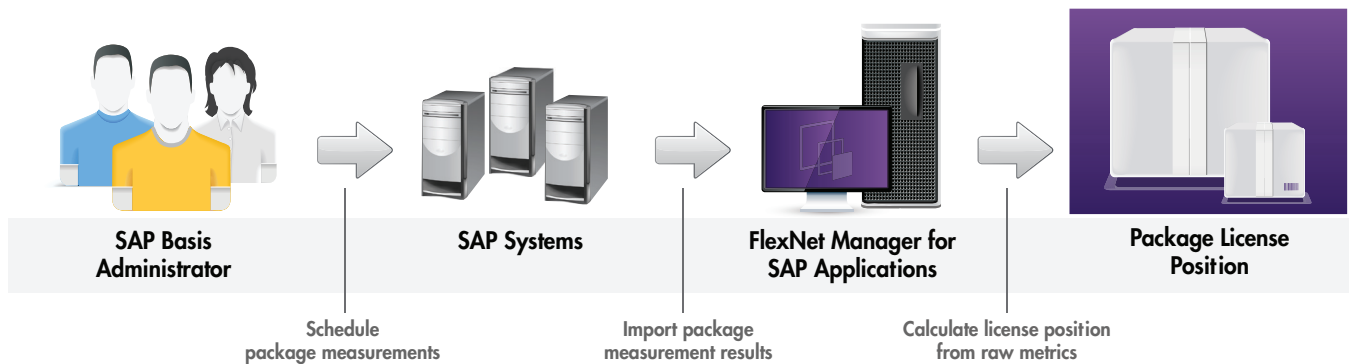 SAP Basis
Administrator
SAP Systems
FlexNet Manager for
SAP Applications
Package License
Position
Schedule
package measurements
Import package
measurement results
Calculate license position
from raw metrics